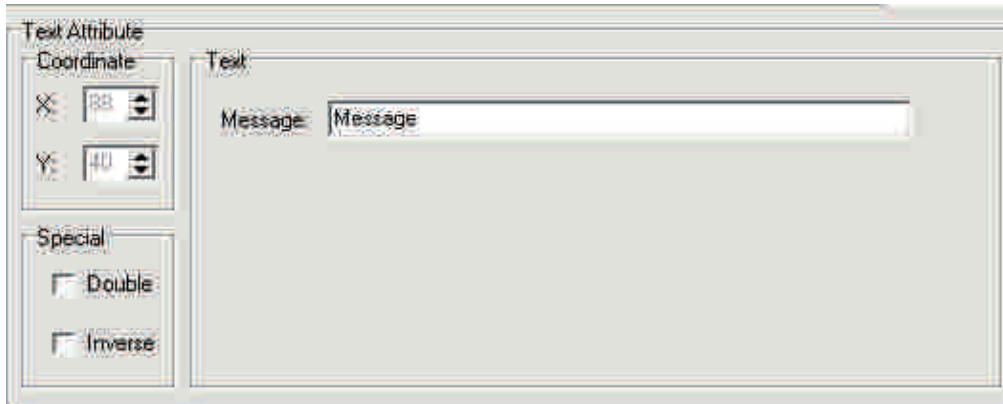 Text Attribute
Coordinate
X: 88
Y: 40
Special
Double
Inverse
Text
Message: Message